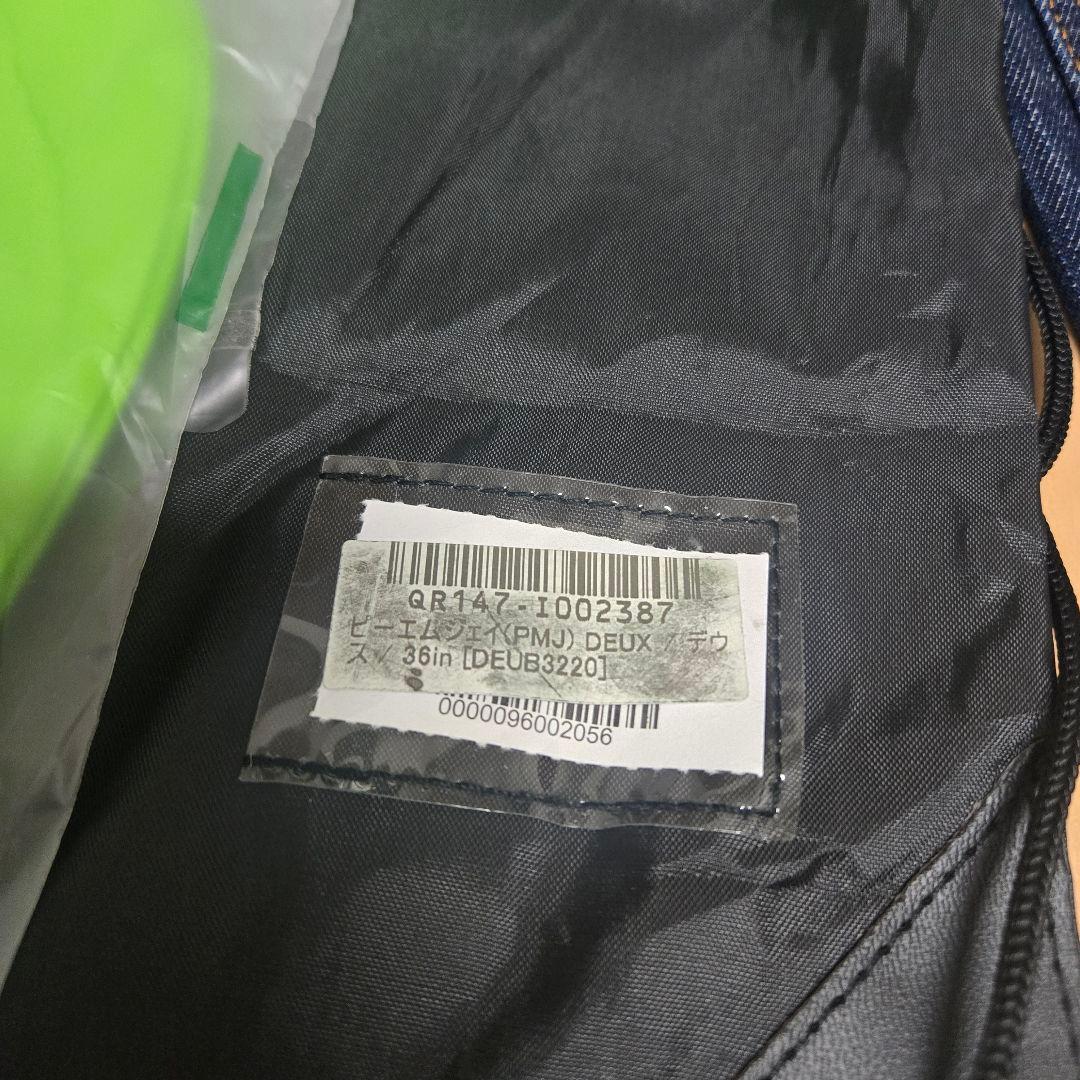 QR147-I002387
ピーエムジェイ(PMJ) DEUX / デウ
ス / 36in [DEUB3220]
0000096002056